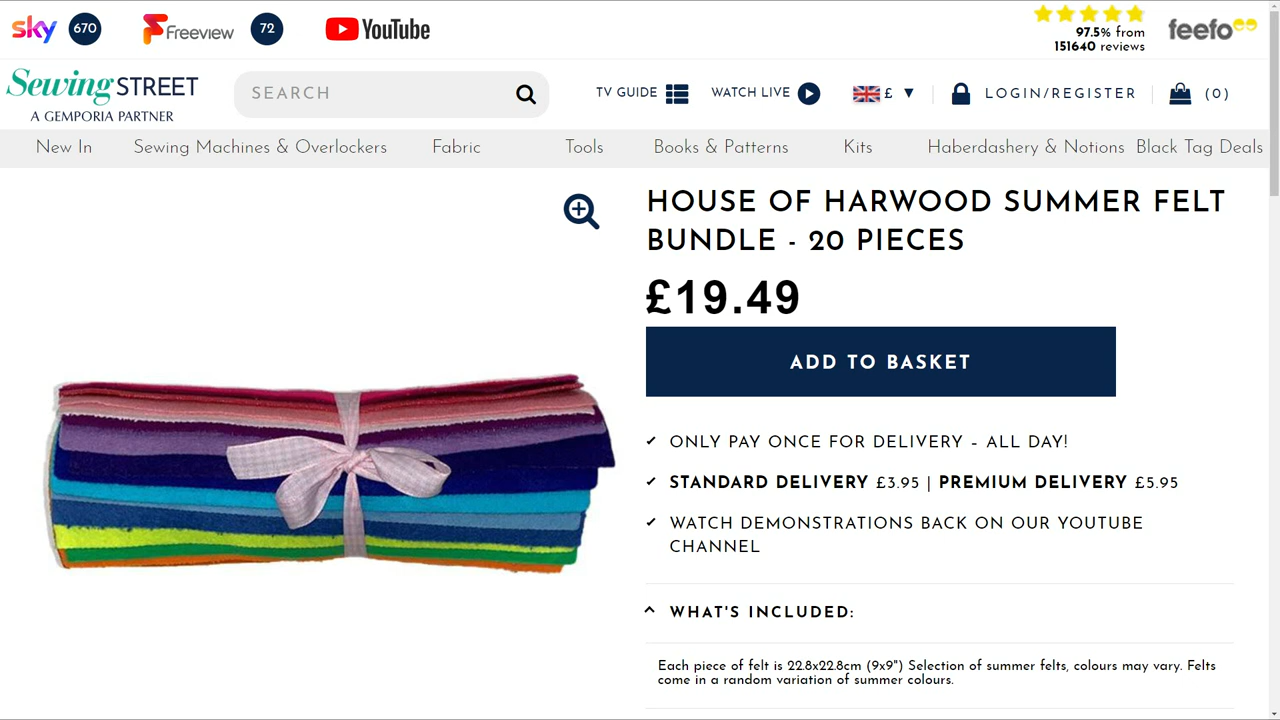 sky 670 Freeview 72 YouTube
97.5% from
151640 reviews
feefo
Sewing STREET
A GEMPORIA PARTNER
SEARCH
TV GUIDE WATCH LIVE £ ▼ LOGIN/REGISTER (0)
New In Sewing Machines & Overlockers Fabric Tools Books & Patterns Kits Haberdashery & Notions Black Tag Deals
HOUSE OF HARWOOD SUMMER FELT
BUNDLE - 20 PIECES
£19.49
ADD TO BASKET
ONLY PAY ONCE FOR DELIVERY – ALL DAY!
STANDARD DELIVERY £3.95 | PREMIUM DELIVERY £5.95
WATCH DEMONSTRATIONS BACK ON OUR YOUTUBE
CHANNEL
WHAT'S INCLUDED:
Each piece of felt is 22.8x22.8cm (9x9") Selection of summer felts, colours may vary. Felts
come in a random variation of summer colours.